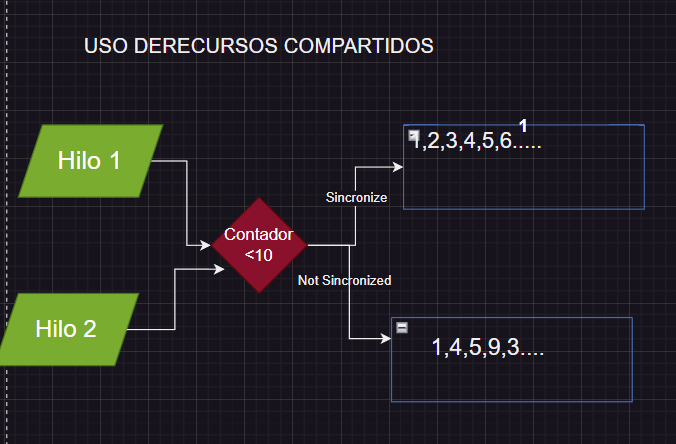 USO DERECURSOS COMPARTIDOS
1
1,2,3,4,5,6.....
Hilo 1
Sincronize
Contador
<10
Not Sincronized
Hilo 2
1,4,5,9,3....